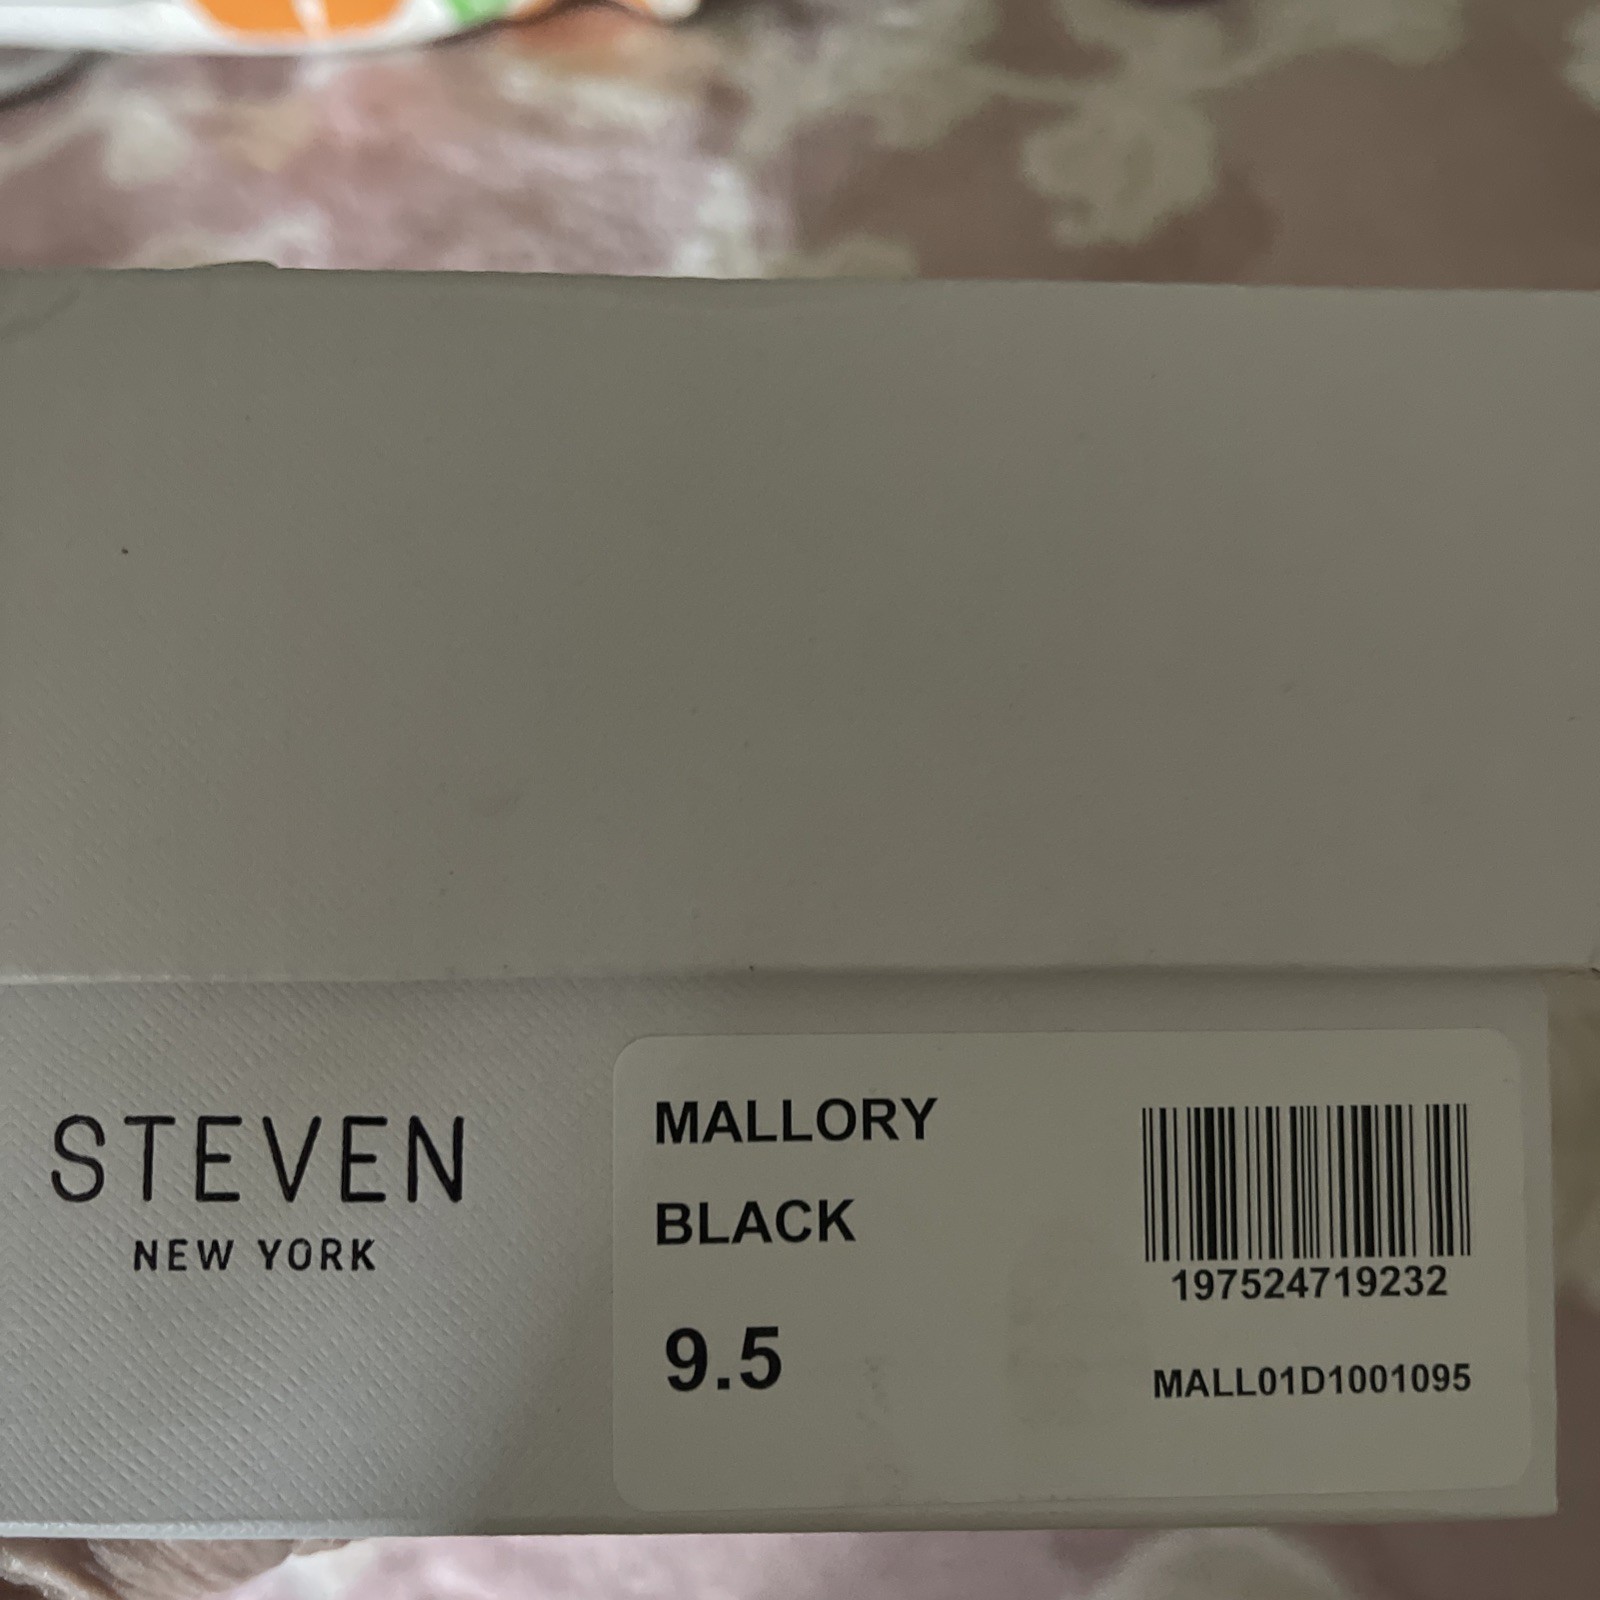 STEVEN
NEW YORK
MALLORY
BLACK
9.5
197524719232
MALL01D1001095